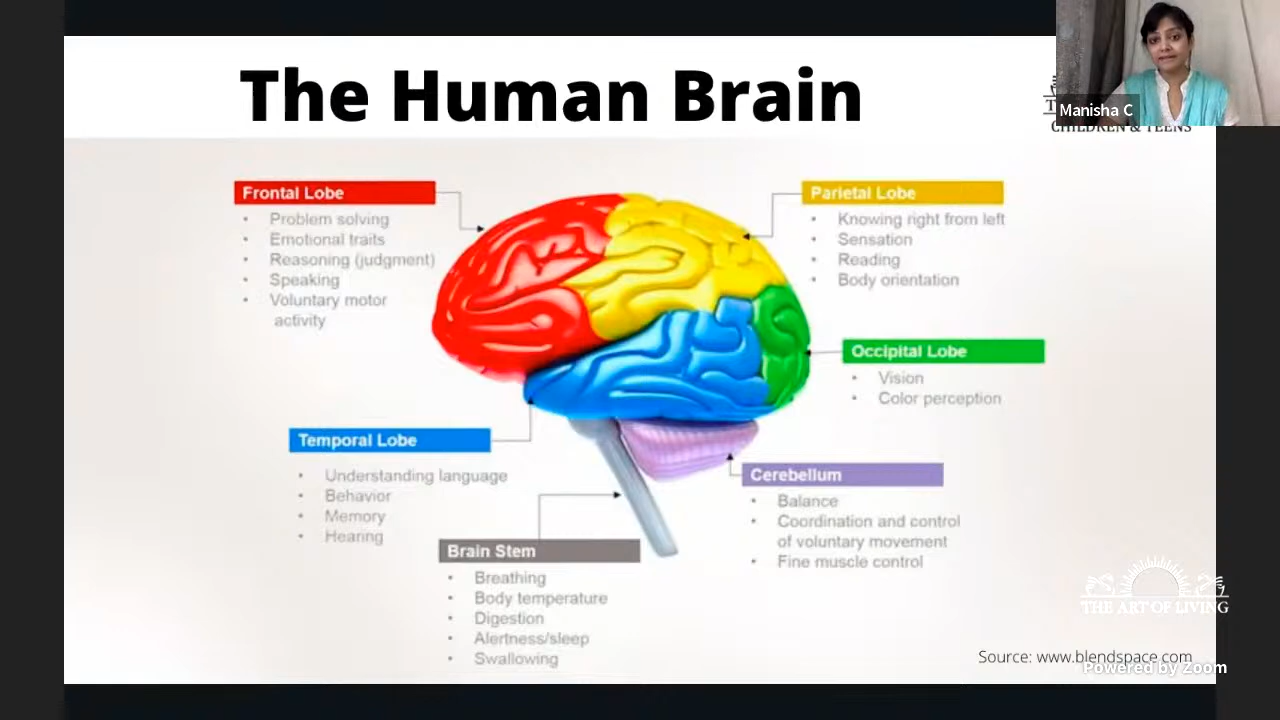 The Human Brain
Manisha C
CHILDREN & TEENS
Frontal Lobe
• Problem solving
• Emotional traits
• Reasoning (judgment)
• Speaking
• Voluntary motor
activity
Parietal Lobe
• Knowing right from left
• Sensation
• Reading
• Body orientation
Occipital Lobe
• Vision
• Color perception
Temporal Lobe
• Understanding language
• Behavior
• Memory
• Hearing
Cerebellum
• Balance
• Coordination and control
of voluntary movement
• Fine muscle control
Brain Stem
• Breathing
• Body temperature
• Digestion
• Alertness/sleep
• Swallowing
THE ART OF LIVING
Source: www.blendspace.com
Powered by Zoom